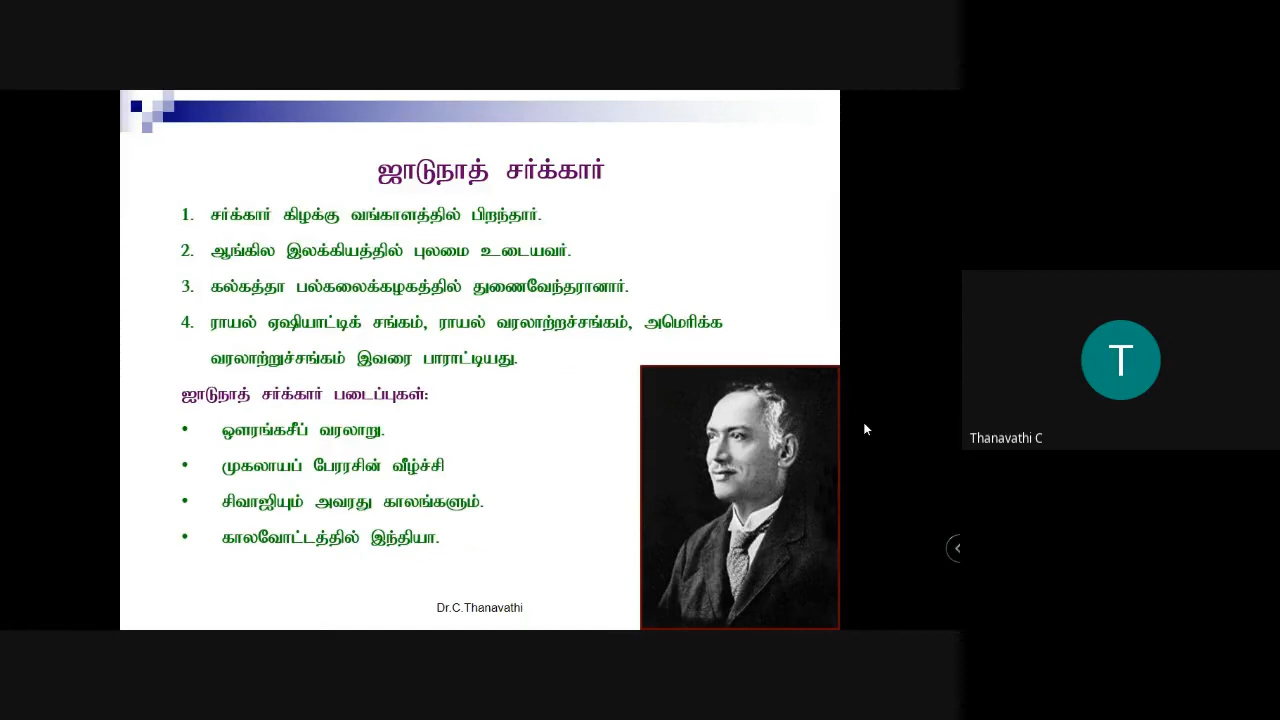 ஜாடுநாத் சர்க்கார்
1. சர்க்கார் கிழக்கு வங்காளத்தில் பிறந்தார்.
2. ஆங்கில இலக்கியத்தில் புலமை உடையவர்.
3. கல்கத்தா பல்கலைக்கழகத்தில் துணைவேந்தரானார்.
4. ராயல் ஏஷியாட்டிக் சங்கம், ராயல் வரலாற்றச்சங்கம், அமெரிக்க
வரலாற்றுச்சங்கம் இவரை பாராட்டியது.
ஜாடுநாத் சர்க்கார் படைப்புகள்:
• ஔரங்கசீப் வரலாறு.
• முகலாயப் பேரரசின் வீழ்ச்சி
• சிவாஜியும் அவரது காலங்களும்.
• காலவோட்டத்தில் இந்தியா.
Dr.C.Thanavathi
T
Thanavathi C